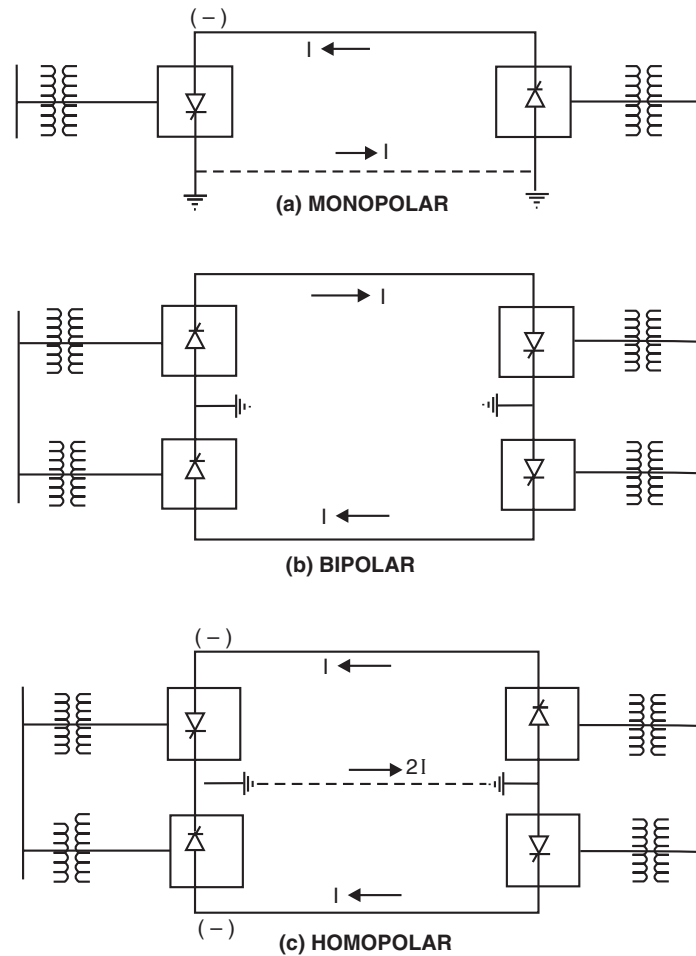 (−)
I
I
(a) MONOPOLAR
I
I
(b) BIPOLAR
(−)
I
2I
I
(−)
(c) HOMOPOLAR